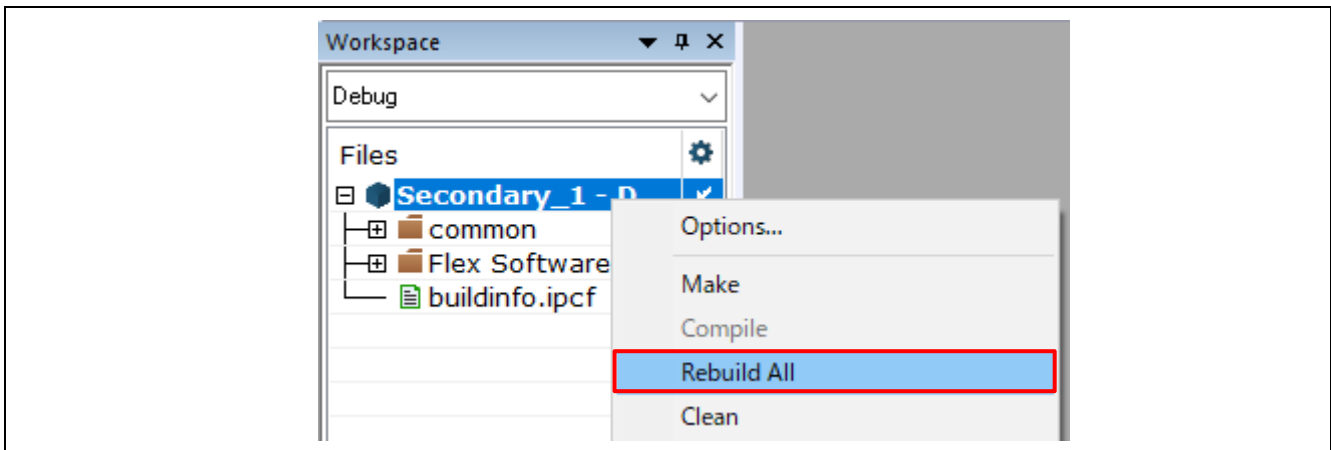 Workspace
Debug
Files
Secondary_1 - D
common
Flex Software
buildinfo.ipcf
Options...
Make
Compile
Rebuild All
Clean